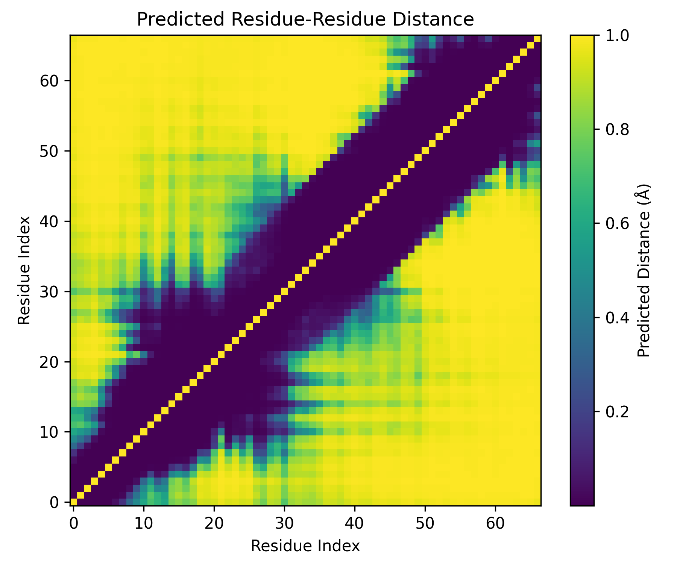 Predicted Residue-Residue Distance
Residue Index
60
50
40
30
20
10
0
0 10 20 30 40 50 60
Residue Index
1.0
0.8
0.6
0.4
0.2
Predicted Distance (Å)